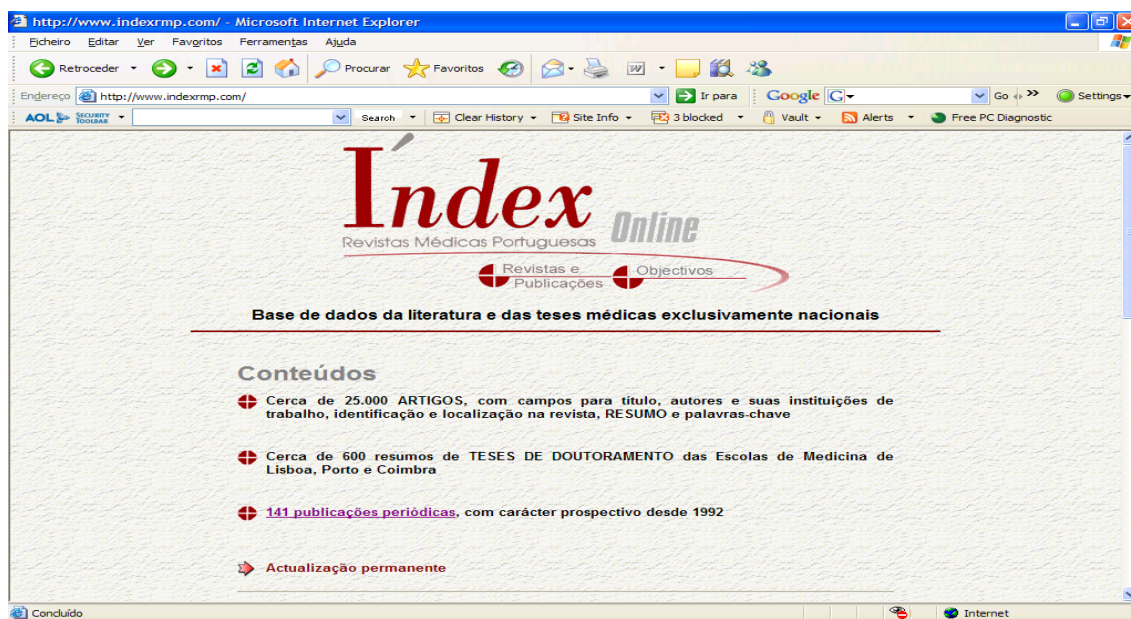 http://www.indexrmp.com/ - Microsoft Internet Explorer
Ficheiro Editar Ver Favoritos Ferramentas Ajuda
Retroceder Procurar Favoritos
Endereço http://www.indexrmp.com/ Ir para Google G Go >> Settings
AOL SECURITY TOOLBAR Search Clear History Site Info 3 blocked Vault Alerts Free PC Diagnostic
Índex Online
Revistas Médicas Portuguesas
Revistas e Publicações Objectivos
Base de dados da literatura e das teses médicas exclusivamente nacionais
Conteúdos
Cerca de 25.000 ARTIGOS, com campos para título, autores e suas instituições de
trabalho, identificação e localização na revista, RESUMO e palavras-chave
Cerca de 600 resumos de TESES DE DOUTORAMENTO das Escolas de Medicina de
Lisboa, Porto e Coimbra
141 publicações periódicas, com carácter prospectivo desde 1992
Actualização permanente
Concluído Internet